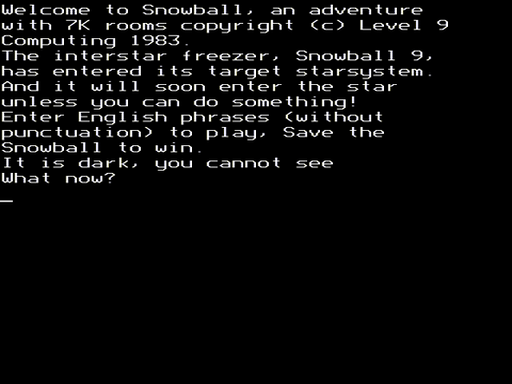 Welcome to Snowball, an adventure
with 7K rooms copyright (c) Level 9
Computing 1983.
The interstar freezer, Snowball 9,
has entered its target starsystem.
And it will soon enter the star
unless you can do something!
Enter English phrases (without
punctuation) to play, Save the
Snowball to win.
It is dark, you cannot see
What now?